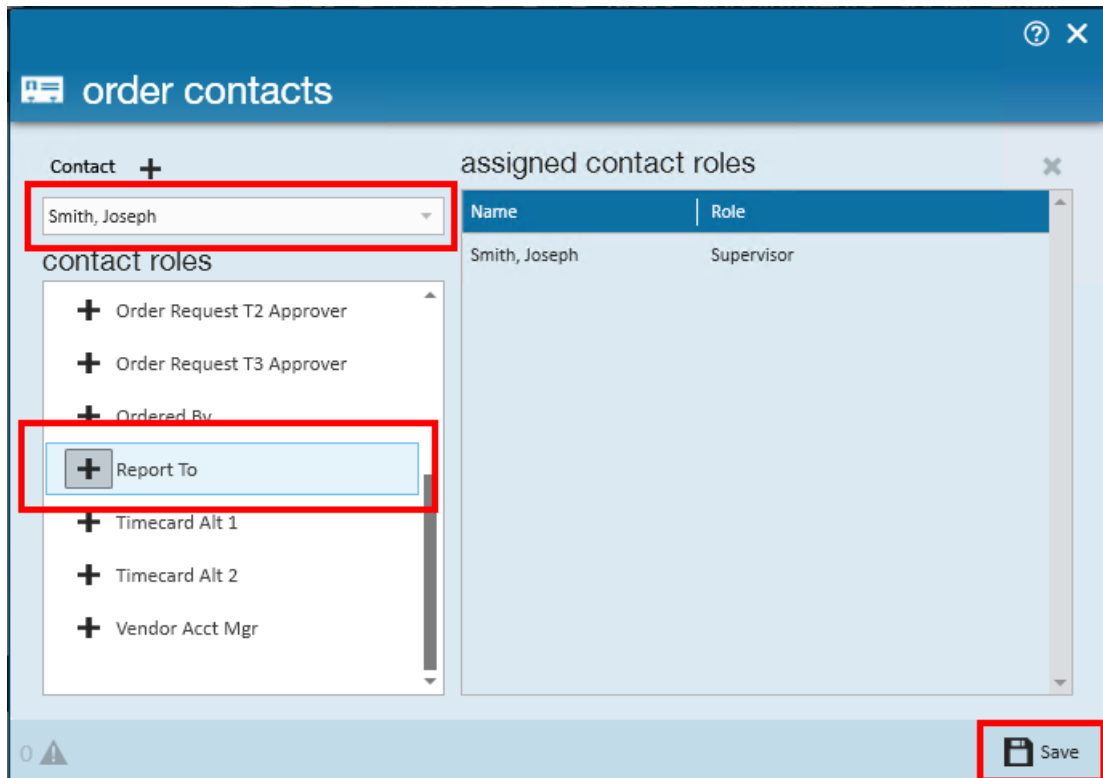 order contacts
Contact
Smith, Joseph
contact roles
Order Request T2 Approver
Order Request T3 Approver
Ordered By
Report To
Timecard Alt 1
Timecard Alt 2
Vendor Acct Mgr
assigned contact roles
Name Role
Smith, Joseph Supervisor
0
Save